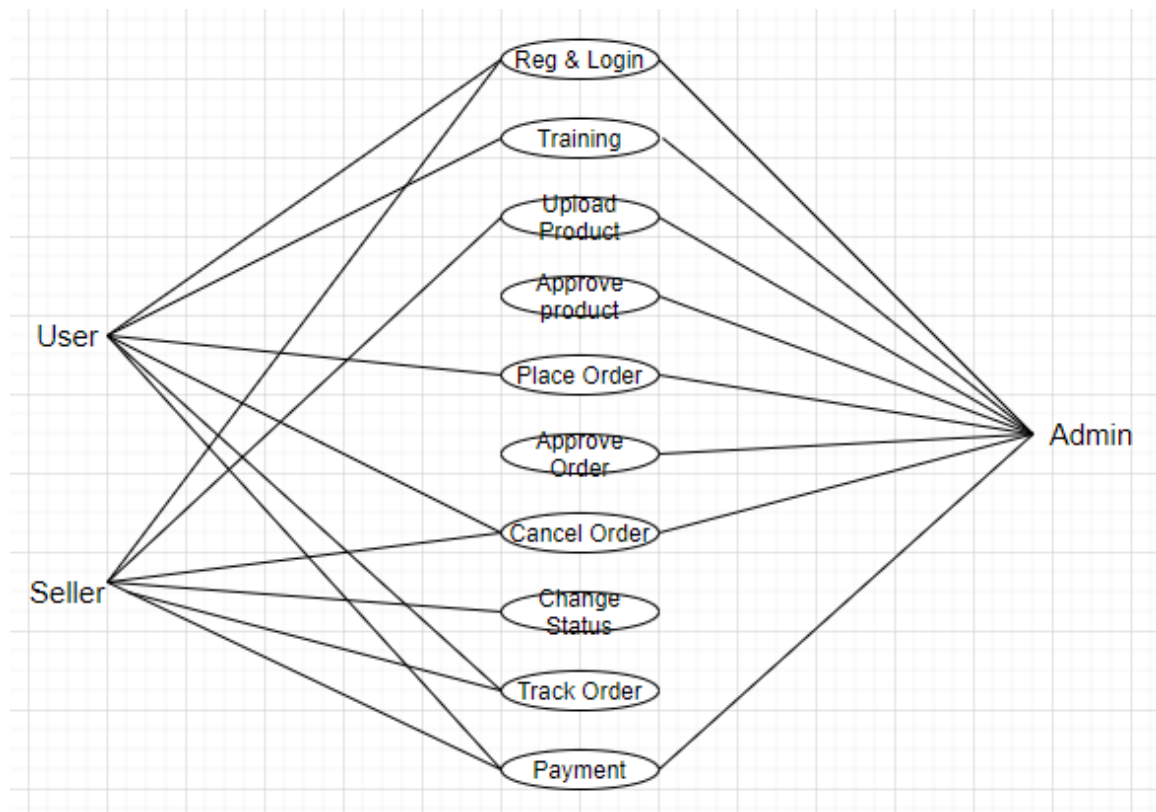 Reg & Login
Training
Upload
Product
Approve
product
User
Place Order
Admin
Approve
Order
Cancel Order
Seller
Change
Status
Track Order
Payment